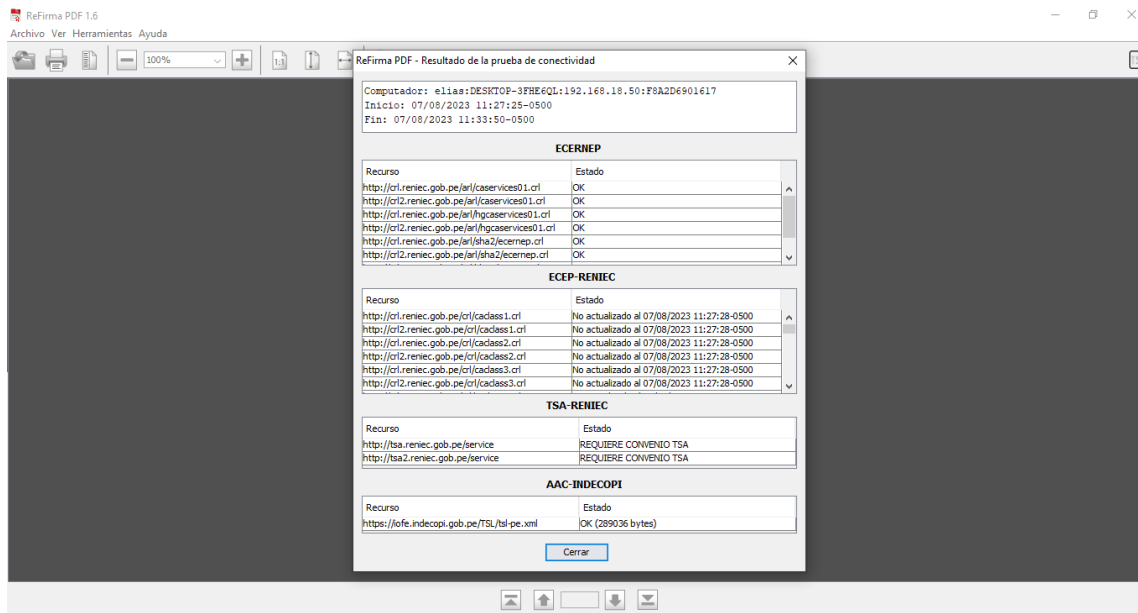 ReFirma PDF 1.6
Archivo Ver Herramientas Ayuda
100%
1:1
ReFirma PDF - Resultado de la prueba de conectividad
Computador: elias:DESKTOP-3FHE6QL:192.168.18.50:F8A2D6901617
Inicio: 07/08/2023 11:27:25-0500
Fin: 07/08/2023 11:33:50-0500
ECERNEP
Recurso Estado
http://crl.reniec.gob.pe/arl/caservices01.crl OK
http://crl2.reniec.gob.pe/arl/caservices01.crl OK
http://crl.reniec.gob.pe/arl/hgcaservices01.crl OK
http://crl2.reniec.gob.pe/arl/hgcaservices01.crl OK
http://crl.reniec.gob.pe/arl/sha2/ecernep.crl OK
http://crl2.reniec.gob.pe/arl/sha2/ecernep.crl OK
ECEP-RENIEC
Recurso Estado
http://crl.reniec.gob.pe/crl/caclass1.crl No actualizado al 07/08/2023 11:27:28-0500
http://crl2.reniec.gob.pe/crl/caclass1.crl No actualizado al 07/08/2023 11:27:28-0500
http://crl.reniec.gob.pe/crl/caclass2.crl No actualizado al 07/08/2023 11:27:28-0500
http://crl2.reniec.gob.pe/crl/caclass2.crl No actualizado al 07/08/2023 11:27:28-0500
http://crl.reniec.gob.pe/crl/caclass3.crl No actualizado al 07/08/2023 11:27:28-0500
http://crl2.reniec.gob.pe/crl/caclass3.crl No actualizado al 07/08/2023 11:27:28-0500
TSA-RENIEC
Recurso Estado
http://tsa.reniec.gob.pe/service REQUIERE CONVENIO TSA
http://tsa2.reniec.gob.pe/service REQUIERE CONVENIO TSA
AAC-INDECOPI
Recurso Estado
https://iofe.indecopi.gob.pe/TSL/tsl-pe.xml OK (289036 bytes)
Cerrar